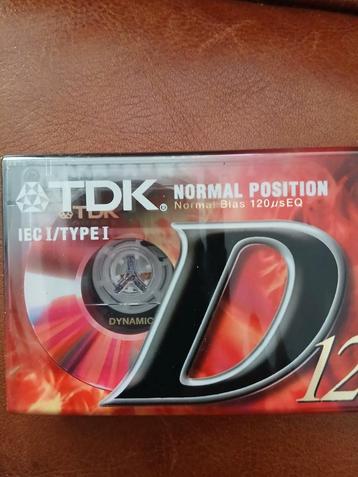 TDK® NORMAL POSITION
TDK Normal Bias 120µsEQ
IEC I/TYPE I
DYNAMIC
D 12